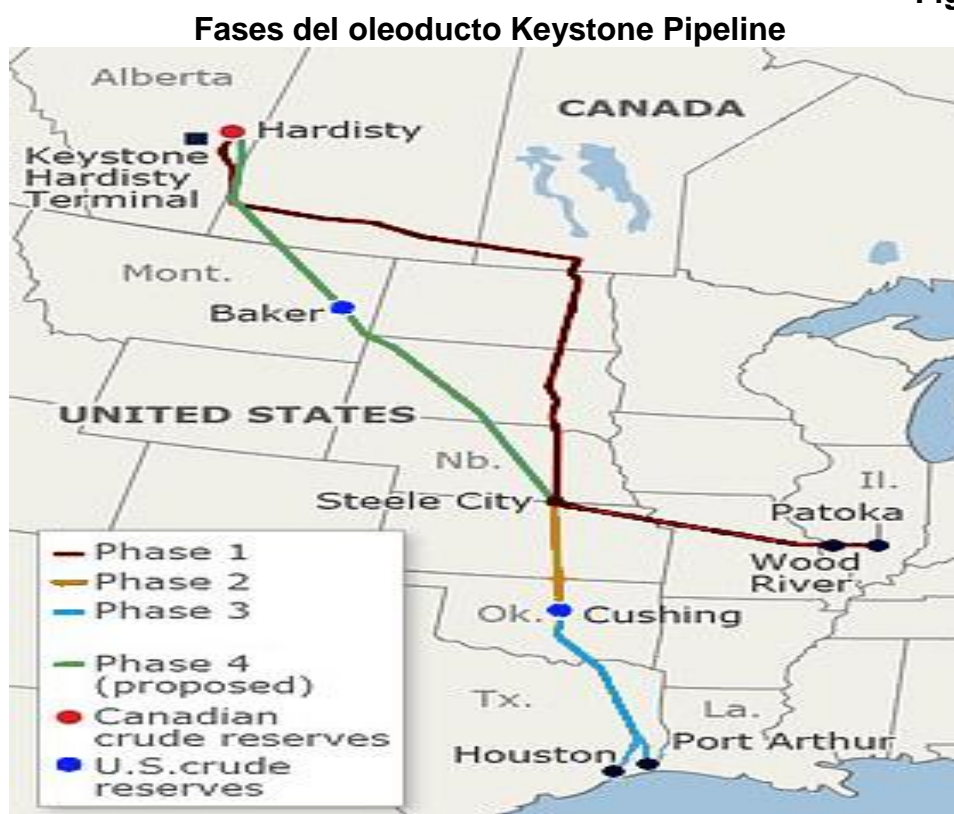 Fases del oleoducto Keystone Pipeline
Alberta
CANADA
Hardisty
Keystone
Hardisty
Terminal
Mont.
Baker
UNITED STATES
Nb.
Steele City
Il.
Patoka
Wood
River
Phase 1
Phase 2
Phase 3
Phase 4
(proposed)
Canadian
crude reserves
U.S.crude
reserves
Ok.
Cushing
Tx.
La.
Houston
Port Arthur